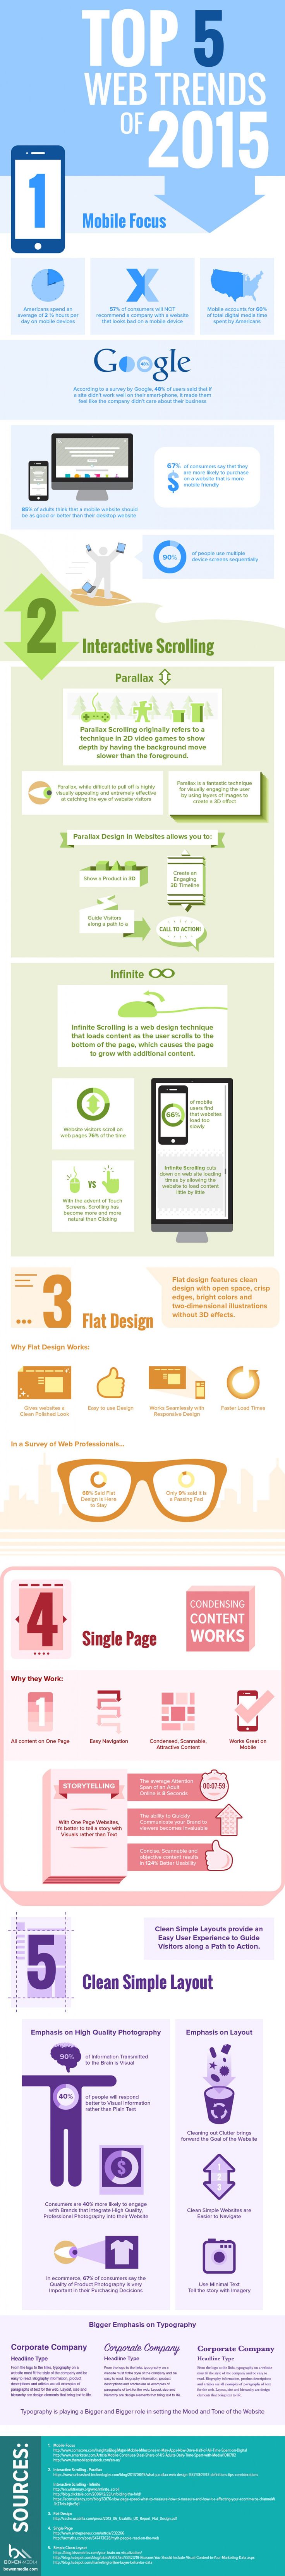 TOP 5
WEB TRENDS
OF 2015
1
Mobile Focus
Americans spend an
average of 2 ½ hours per
day on mobile devices
57% of consumers will NOT
recommend a company with a website
that looks bad on a mobile device
Mobile accounts for 60%
of total digital media time
spent by Americans
Google
48%
According to a survey by Google, 48% of users said that if
a site didn't work well on their smart-phone, it made them
feel like the company didn't care about their business
85% of adults think that a mobile website should
be as good or better than their desktop website
67% of consumers say that they
are more likely to purchase
on a website that is more
mobile friendly
90%
of people use multiple
device screens sequentially
2
Interactive Scrolling
Parallax
Parallax Scrolling originally refers to a
technique in 2D video games to show
depth by having the background move
slower than the foreground.
Parallax, while difficult to pull off is highly
visually appealing and extremely effective
at catching the eye of website visitors
Parallax is a fantastic technique
for visually engaging the user
by using layers of images to
create a 3D effect
Parallax Design in Websites allows you to:
Show a Product in 3D
Create an
Engaging
3D Timeline
Guide Visitors
along a path to a
CALL TO ACTION!
Infinite
Infinite Scrolling is a web design technique
that loads content as the user scrolls to the
bottom of the page, which causes the page
to grow with additional content.
Website visitors scroll on
web pages 76% of the time
VS
With the advent of Touch
Screens, Scrolling has
become more and more
natural than Clicking
66%
of mobile
users find
that websites
load too
slowly
Infinite Scrolling cuts
down on web site loading
times by allowing the
website to load content
little by little
3
Flat Design
Flat design features clean
design with open space, crisp
edges, bright colors and
two-dimensional illustrations
without 3D effects.
Why Flat Design Works:
Gives websites a
Clean Polished Look
Easy to use Design
Works Seamlessly with
Responsive Design
Faster Load Times
In a Survey of Web Professionals...
Said Flat
Design is Here
to Stay
Only 9% said it is
a Passing Fad
4
Single Page
CONDENSING
CONTENT
WORKS
Why they Work:
1
All content on One Page
Easy Navigation
Condensed, Scannable,
Attractive Content
Works Great on
Mobile
STORYTELLING
With One Page Websites,
it's better to tell a story with
Visuals rather than Text
The average Attention
Span of an Adult
Online is 8 Seconds
00:07:59
The ability to Quickly
Communicate your Brand to
viewers becomes Invaluable
Concise, Scannable and
objective content results
in 124% Better Usability
5
Clean Simple Layout
Clean Simple Layouts provide an
Easy User Experience to Guide
Visitors along a Path to Action.
Emphasis on High Quality Photography
90%
of Information Transmitted
to the Brain is Visual
40%
of people will respond
better to Visual Information
rather than Plain Text
$
Consumers are 40% more likely to engage
with Brands that integrate High Quality,
Professional Photography into their Website
In ecommerce, 67% of consumers say the
Quality of Product Photography is very
Important in their Purchasing Decisions
Emphasis on Layout
Cleaning out Clutter brings
forward the Goal of the Website
1
2
3
Clean Simple Websites are
Easier to Navigate
Use Minimal Text
Tell the story with Imagery
Bigger Emphasis on Typography
Corporate Company
Headline Type
Corporate Company
Headline Type
Corporate Company
Headline Type
Typography is playing a Bigger and Bigger role in setting the Mood and Tone of the Website
SOURCES:
1. Mobile Focus
2. Interactive Scrolling - Parallax
Interactive Scrolling - Infinite
3. Flat Design
4. Single Page
5. Simple Clean Layout
BOWEN MEDIA
bowenmedia.com